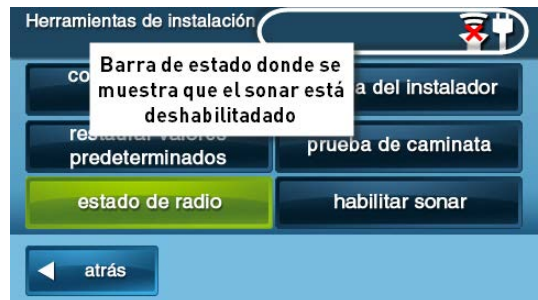 Herramientas de instalación
Barra de estado donde se
muestra que el sonar está
deshabilitadado
del instalador
predeterminados
prueba de caminata
estado de radio
habilitar sonar
atrás